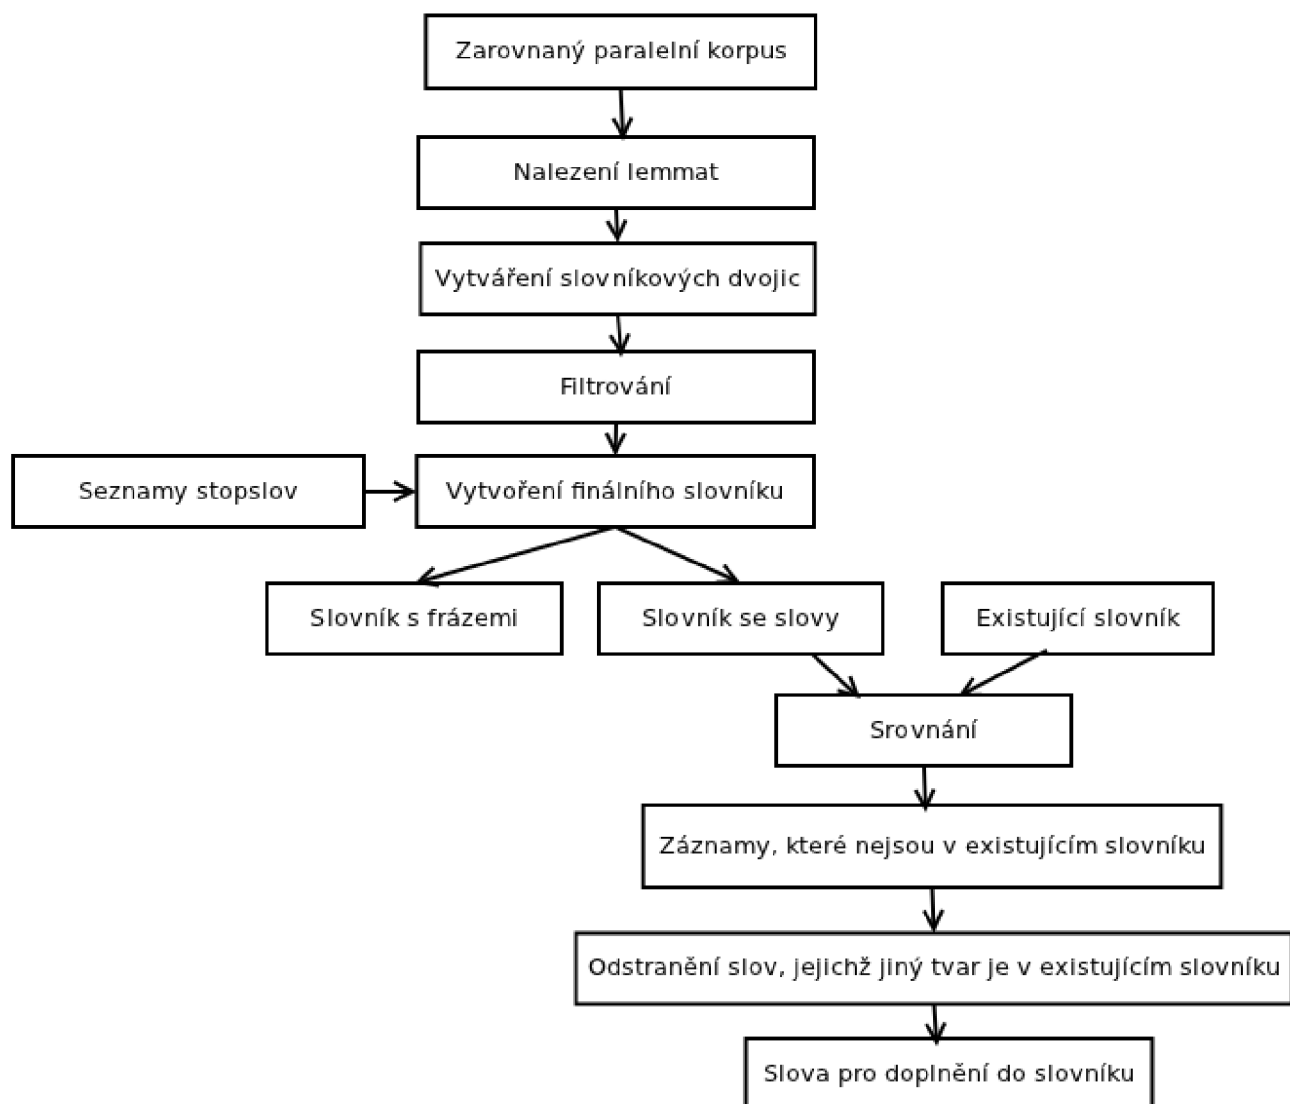 Zarovnaný paralelní korpus
Nalezení lemmat
Vytváření slovníkových dvojic
Filtrování
Seznamy stopslov
Vytvoření finálního slovníku
Slovník s frázemi
Slovník se slovy
Existující slovník
Srovnání
Záznamy, které nejsou v existujícím slovníku
Odstranění slov, jejichž jiný tvar je v existujícím slovníku
Slova pro doplnění do slovníku